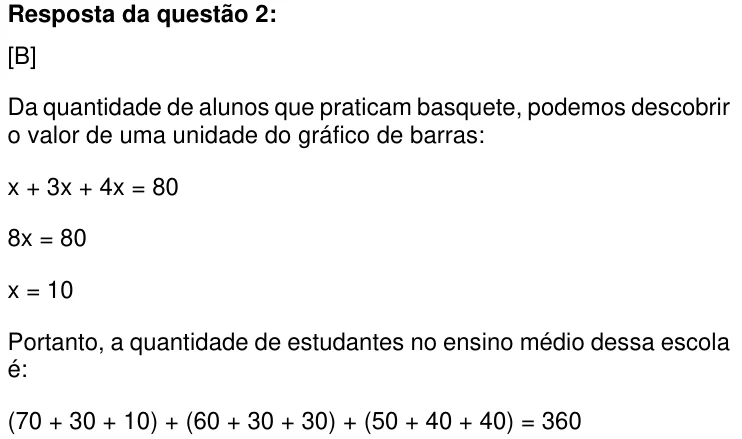 Resposta da questão 2:
[B]
Da quantidade de alunos que praticam basquete, podemos descobrir
o valor de uma unidade do gráfico de barras:
x + 3x + 4x = 80
8x = 80
x = 10
Portanto, a quantidade de estudantes no ensino médio dessa escola
é:
(70 + 30 + 10) + (60 + 30 + 30) + (50 + 40 + 40) = 360